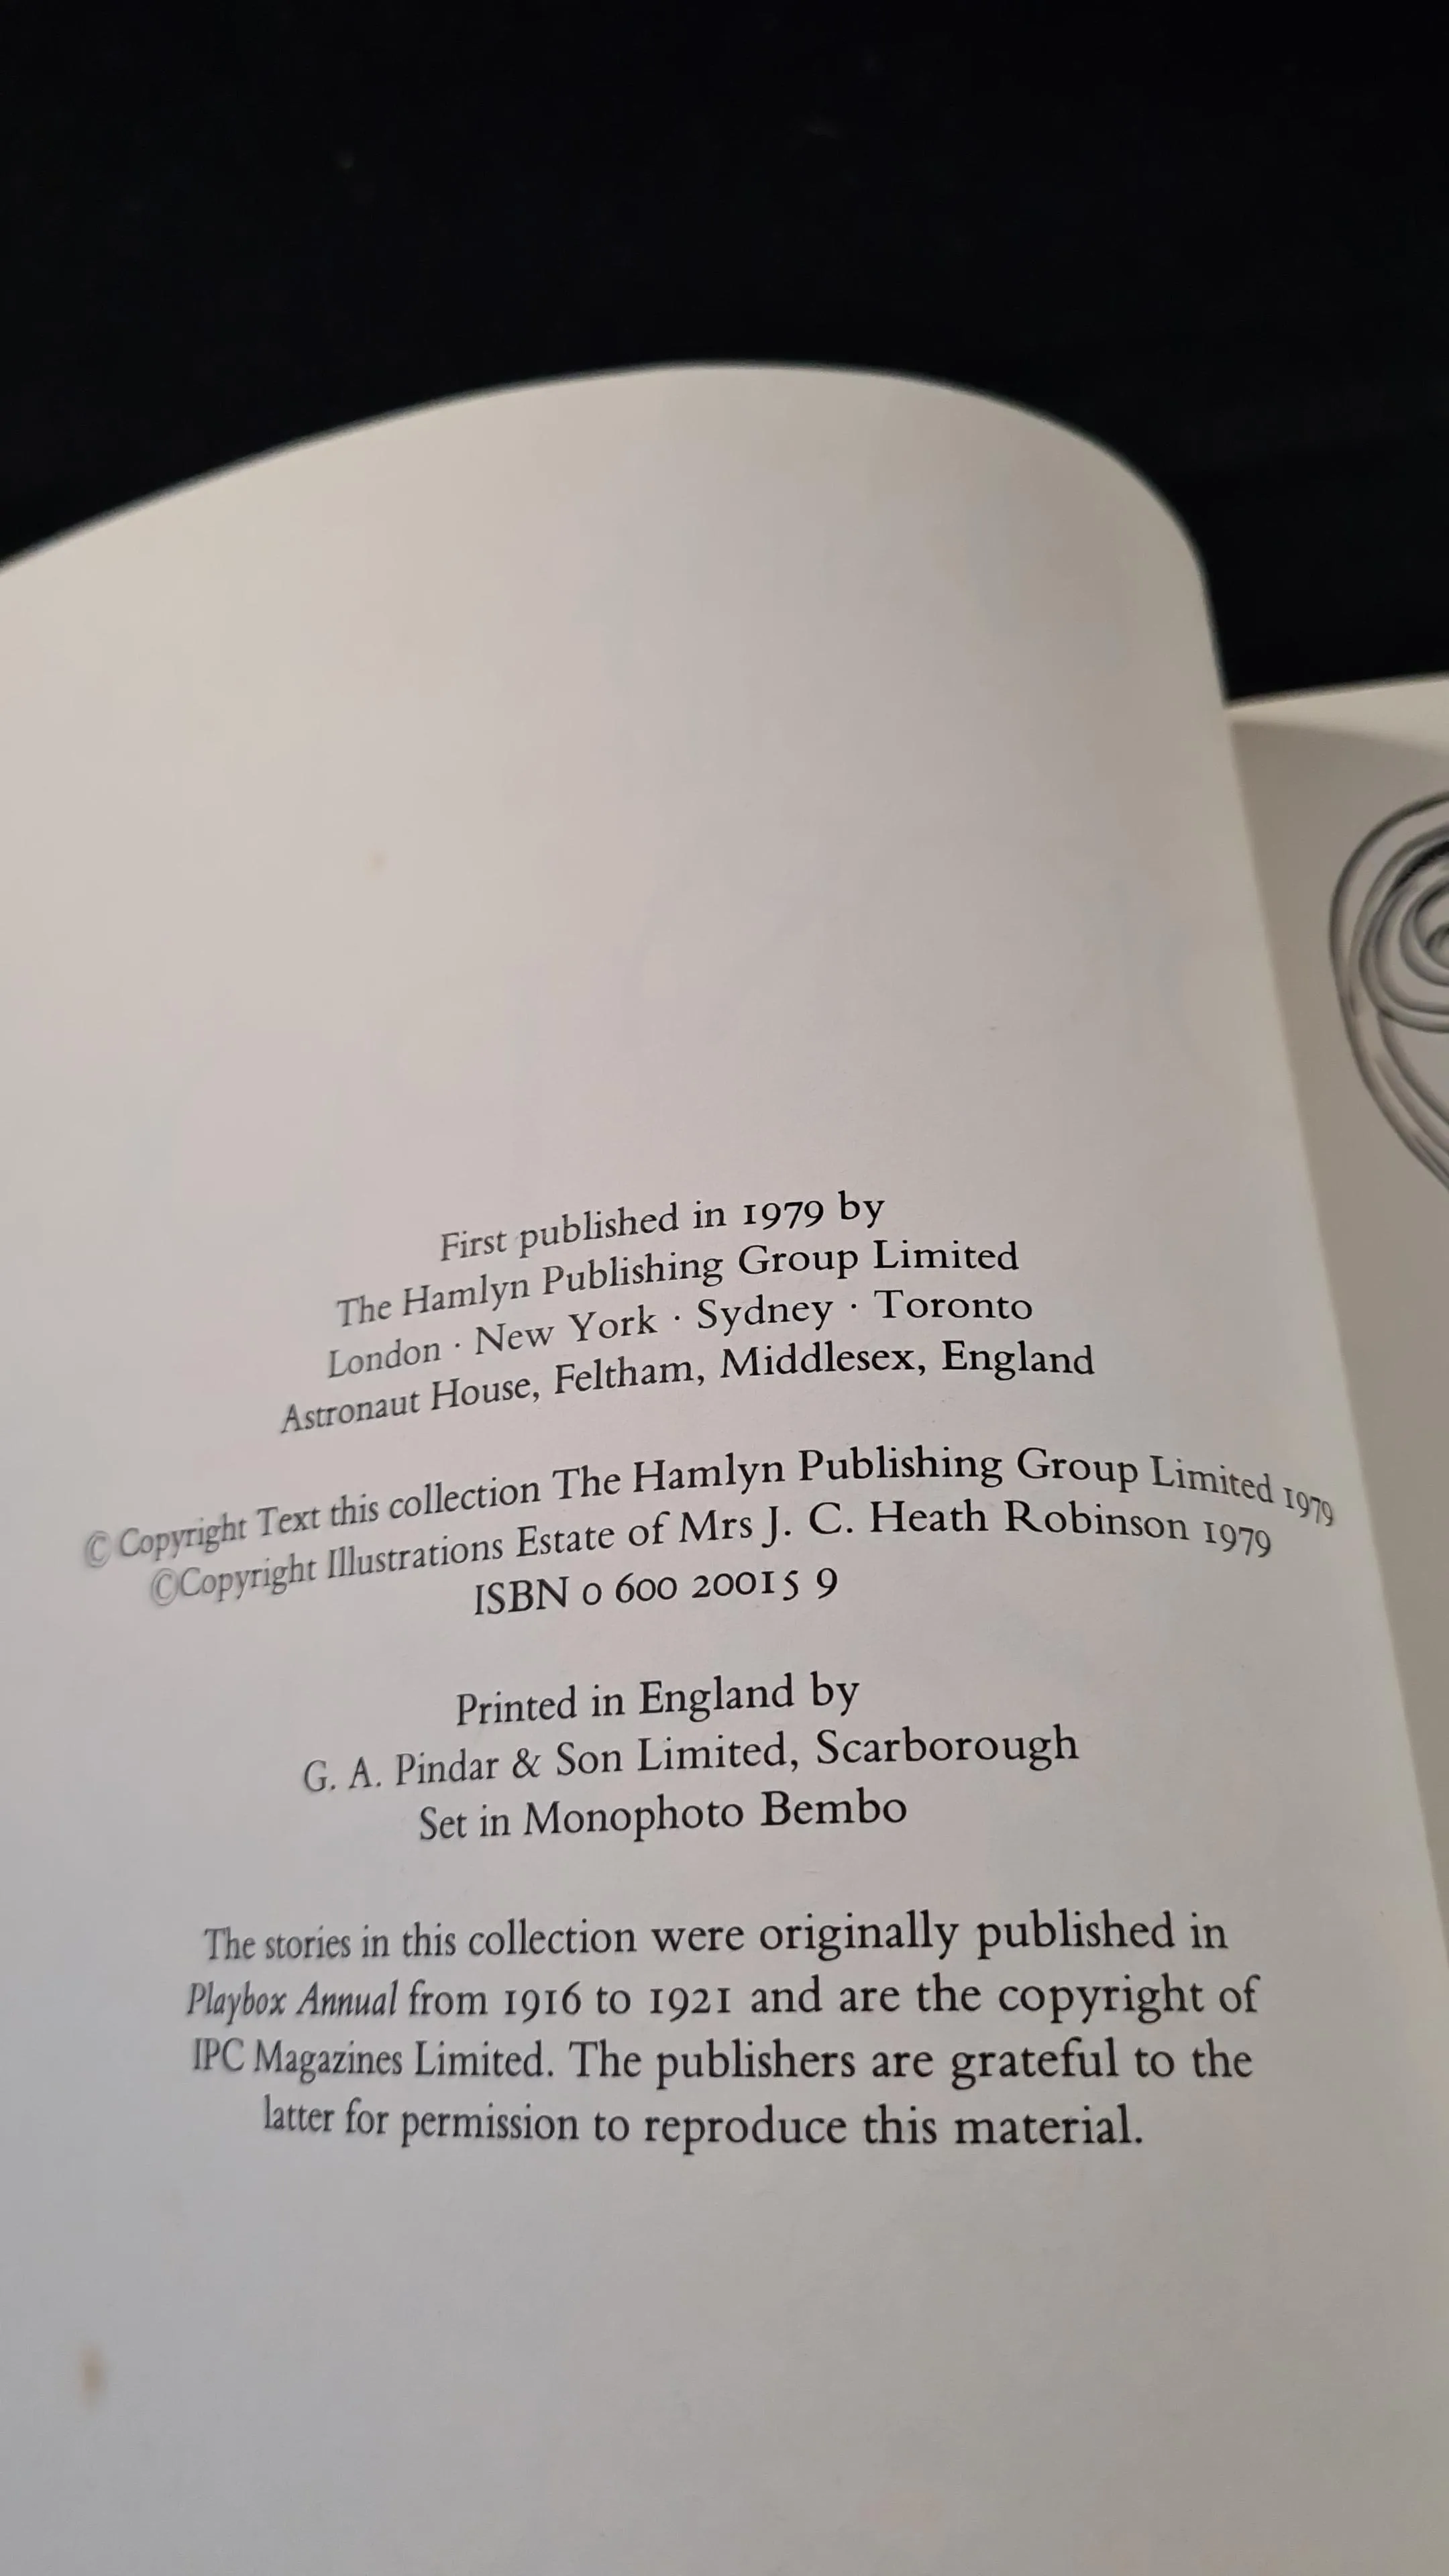 First published in 1979 by
The Hamlyn Publishing Group Limited
London · New York · Sydney · Toronto
Astronaut House, Feltham, Middlesex, England
© Copyright Text this collection The Hamlyn Publishing Group Limited 1979
©Copyright Illustrations Estate of Mrs J. C. Heath Robinson 1979
ISBN 0 600 20015 9
Printed in England by
G. A. Pindar & Son Limited, Scarborough
Set in Monophoto Bembo
The stories in this collection were originally published in
Playbox Annual from 1916 to 1921 and are the copyright of
IPC Magazines Limited. The publishers are grateful to the
latter for permission to reproduce this material.